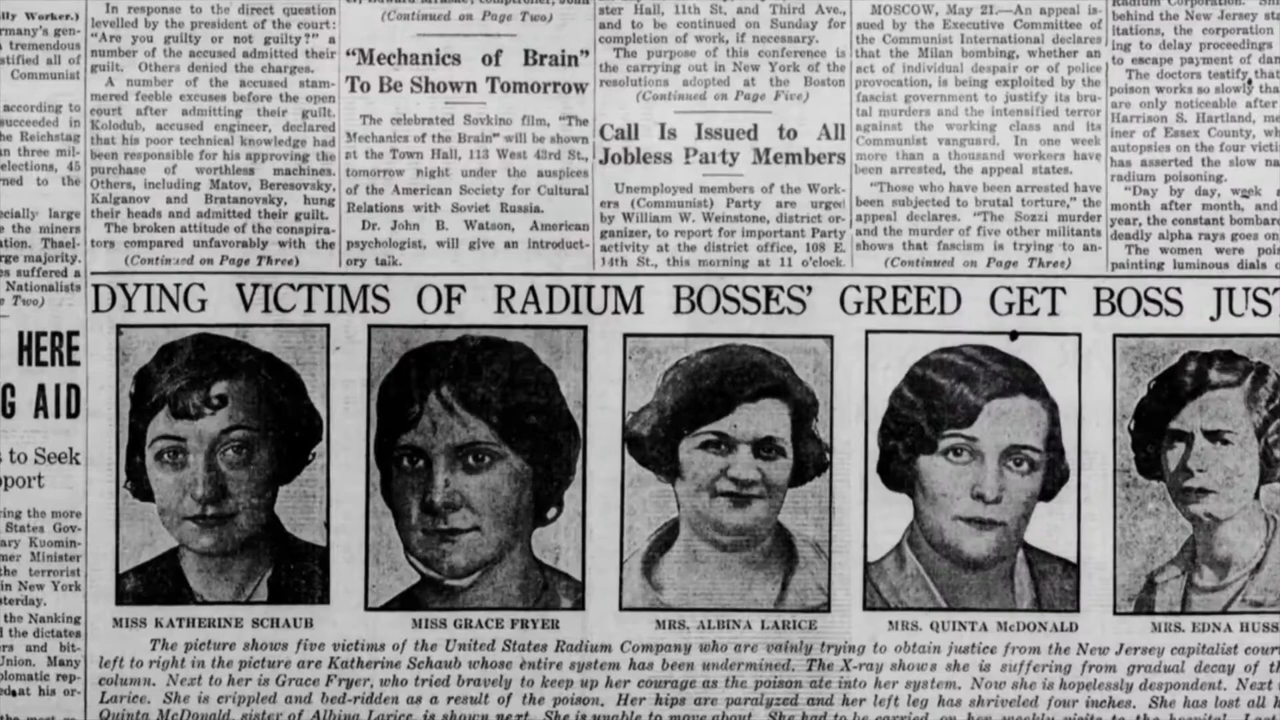 lly Worker.)
many's gen-
tremendous
stified all of
Communist
according to
succeeded in
he Reichstag
an three mil-
elections, 45
rned to the
ecially large
e the miners
ation. Thael-
rge majority.
es suffered a
Nationalists
e Two)
HERE
G AID
s to Seek
pport
ring the more
States Gov-
ary Kuomin-
mer Minister
the terrorist
in New York
sterday.
the Nanking
d the dictates
ers and bit-
Union. Many
plomatic rep-
ed at his or-
In response to the direct question
levelled by the president of the court:
"Are you guilty or not guilty?" a
number of the accused admitted their
guilt. Others denied the charges.
A number of the accused stam-
mered feeble excuses before the open
court after admitting their guilt.
Kolodub, accused engineer, declared
that his poor technical knowledge had
been responsible for his approving the
purchase of worthless machines.
Others, including Matov, Beresovsky,
Kalganov and Bratanovsky, hung
their heads and admitted their guilt.
The broken attitude of the conspira-
tors compared unfavorably with the
(Continued on Page Three)
(Continued on Page Two)
"Mechanics of Brain"
To Be Shown Tomorrow
The celebrated Sovkino film, "The
Mechanics of the Brain" will be shown
at the Town Hall, 113 West 43rd St.,
tomorrow night under the auspices
of the American Society for Cultural
Relations with Soviet Russia.
Dr. John B. Watson, American
psychologist, will give an introduct-
ory talk.
ster Hall, 11th St. and Third Ave.,
and to be continued on Sunday for
completion of work, if necessary.
The purpose of this conference is
the carrying out in New York of the
resolutions adopted at the Boston
(Continued on Page Five)
Call Is Issued to All
Jobless Party Members
Unemployed members of the Work-
ers (Communist) Party are urged
by William W. Weinstone, district or-
ganizer, to report for important Party
activity at the district office, 108 E.
14th St., this morning at 11 o'clock.
MOSCOW, May 21.—An appeal is-
sued by the Executive Committee of
the Communist International declares
that the Milan bombing, whether an
act of individual despair or of police
provocation, is being exploited by the
fascist government to justify its bru-
tal murders and the intensified terror
against the working class and its
Communist vanguard. In one week
more than a thousand workers have
been arrested, the appeal states.
"Those who have been arrested have
been subjected to brutal torture," the
appeal declares. "The Sozzi murder
and the murder of five other militants
shows that fascism is trying to an-
(Continued on Page Three)
Radium Corporation.
behind the New Jersey sta
itations, the corporation
ing to delay proceedings
to escape payment of dam
The doctors testify that
poison works so slowly tha
are only noticeable after
Harrison S. Hartland, me
iner of Essex County, wh
autopsies on the four victi
has asserted the slow na
radium poisoning.
"Day by day, week
month after month, and
year, the constant bombar
deadly alpha rays goes on
The women were poi
painting luminous dials o
DYING VICTIMS OF RADIUM BOSSES' GREED GET BOSS JUST
MISS KATHERINE SCHAUB
MISS GRACE FRYER
MRS. ALBINA LARICE
MRS. QUINTA McDONALD
MRS. EDNA HUSS
The picture shows five victims of the United States Radium Company who are vainly trying to obtain justice from the New Jersey capitalist cour
left to right in the picture are Katherine Schaub whose entire system has been undermined. The X-ray shows she is suffering from gradual decay of th
column. Next to her is Grace Fryer, who tried bravely to keep up her courage as the poison ate into her system. Now she is hopelessly despondent. Next
Larice. She is crippled and bed-ridden as a result of the poison. Her hips are paralyzed and her left leg has shriveled four inches. She has lost all h
Quinta McDonald, sister of Albina Larice, is shown next. She is unable to move about. She had to be carried on her weekly visit to the